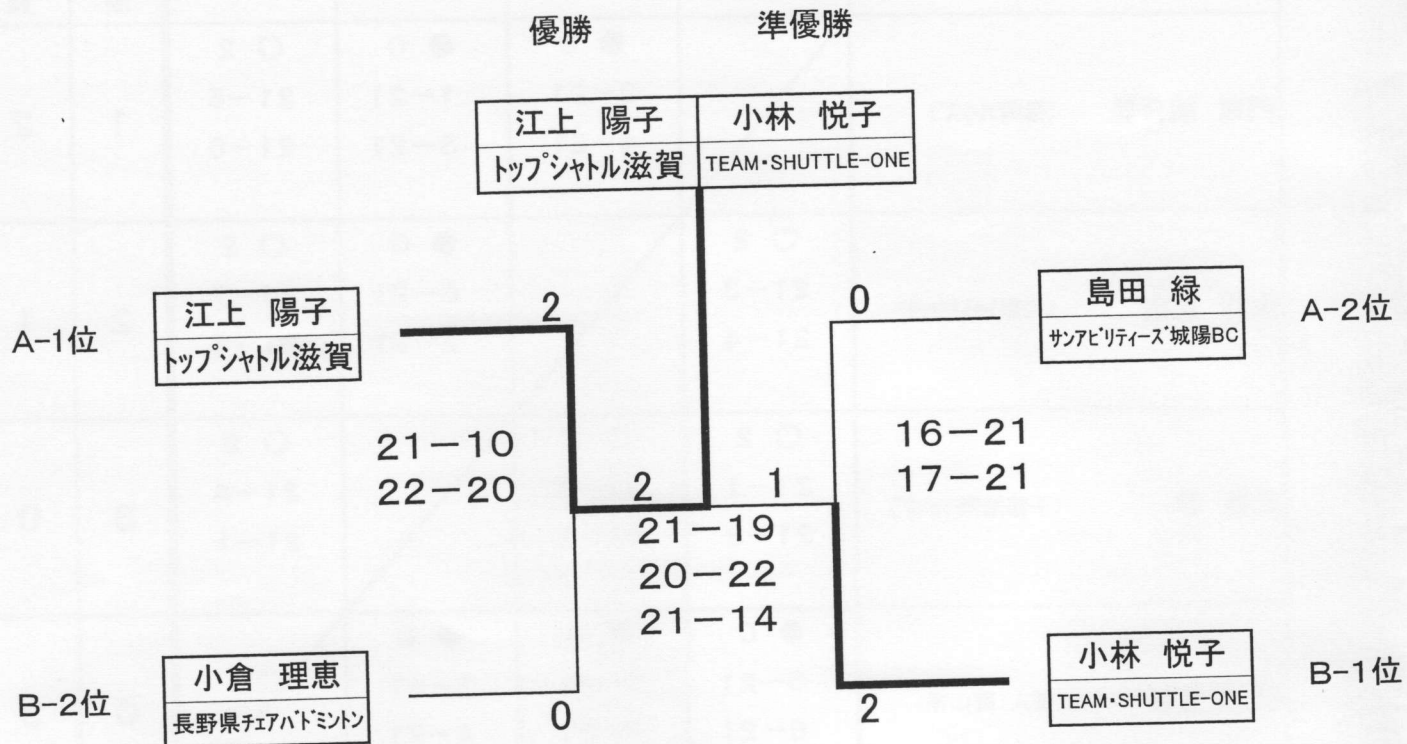 優勝 準優勝
江上 陽子 小林 悦子
トップシャトル滋賀 TEAM・SHUTTLE-ONE
A-1位
江上 陽子
トップシャトル滋賀
2
0
島田 緑
サンアビリティーズ城陽BC
A-2位
21-10
22-20
16-21
17-21
2 1
21-19
20-22
21-14
B-2位
小倉 理恵
長野県チェアバドミントン
0
2
小林 悦子
TEAM・SHUTTLE-ONE
B-1位